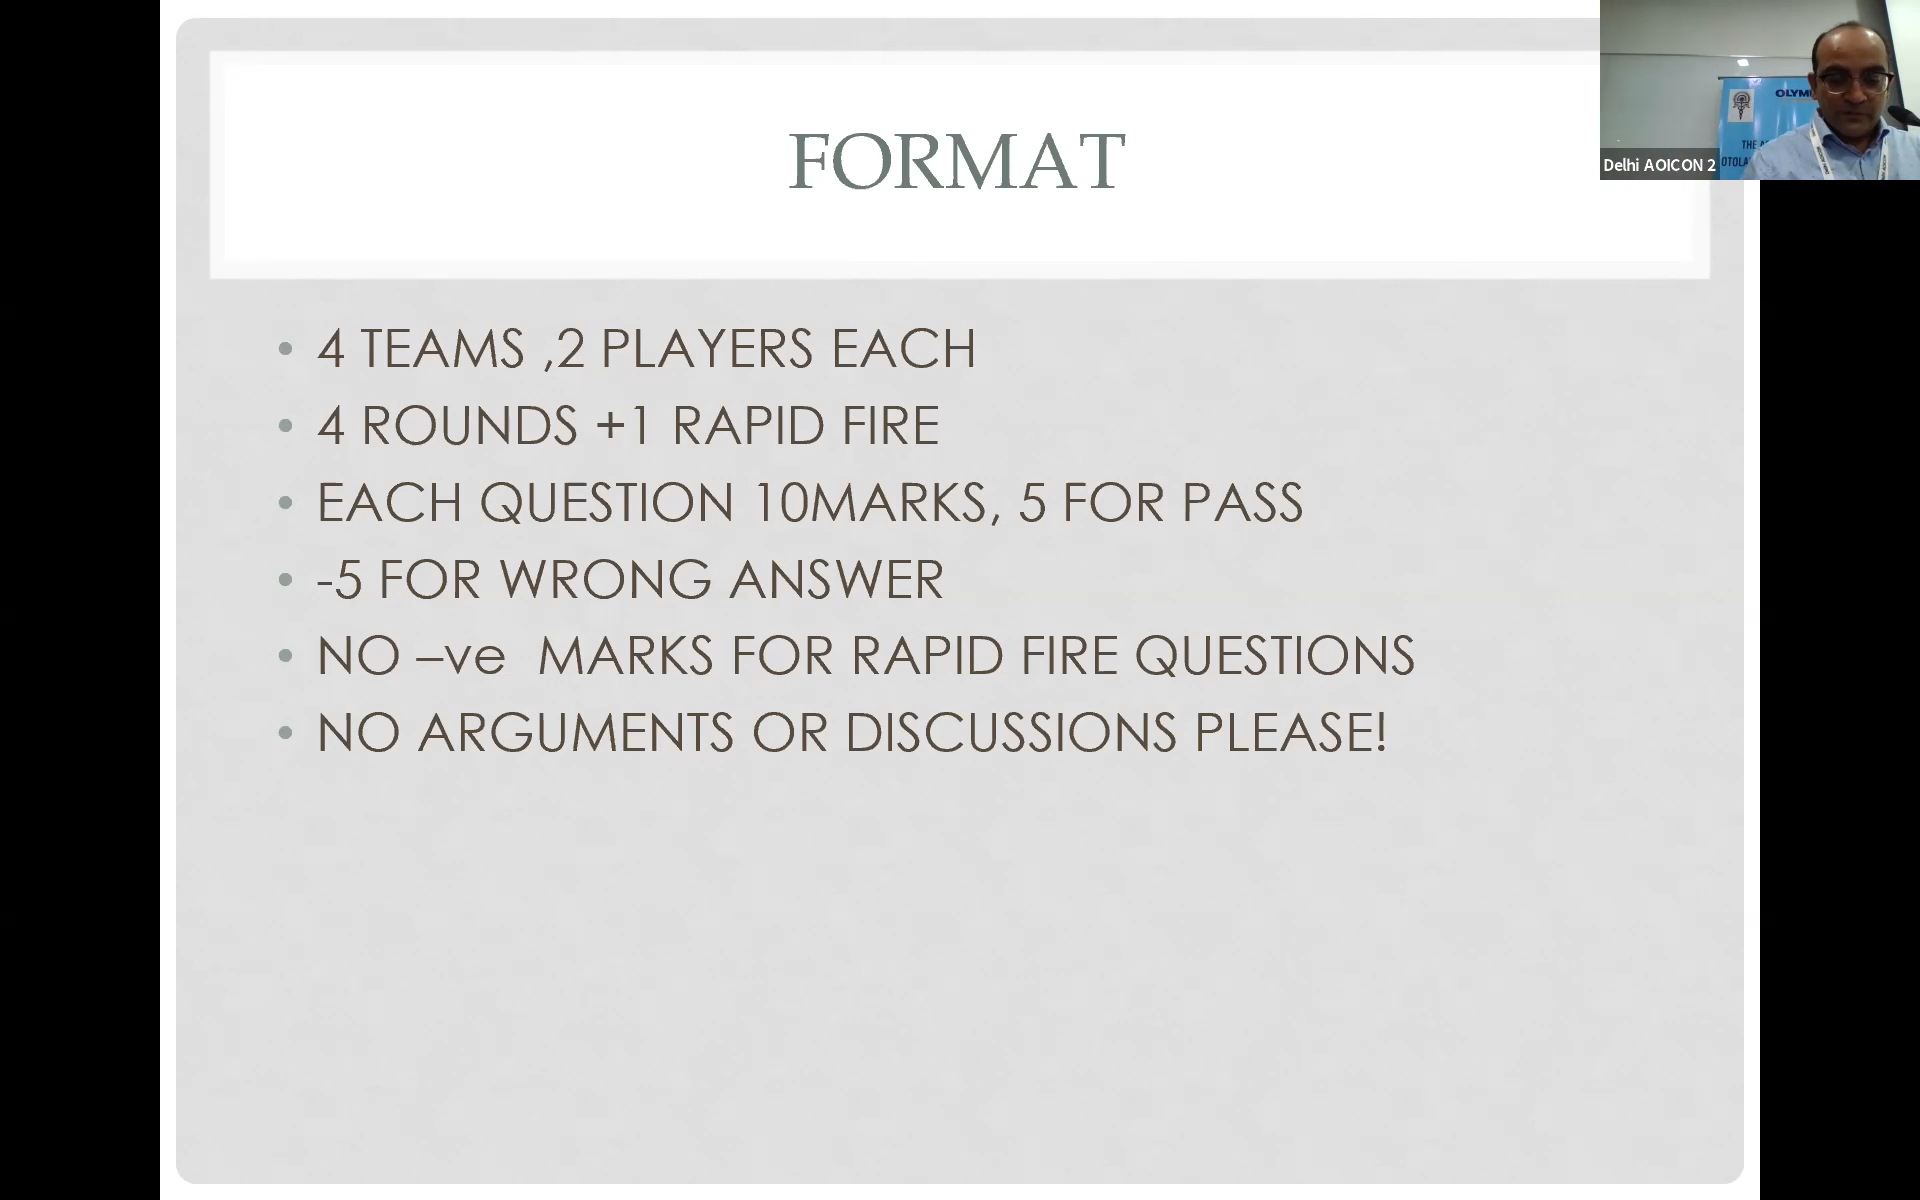 FORMAT
4 TEAMS ,2 PLAYERS EACH
4 ROUNDS +1 RAPID FIRE
EACH QUESTION 10MARKS, 5 FOR PASS
-5 FOR WRONG ANSWER
NO –ve  MARKS FOR RAPID FIRE QUESTIONS
NO ARGUMENTS OR DISCUSSIONS PLEASE!
Delhi AOICON 2